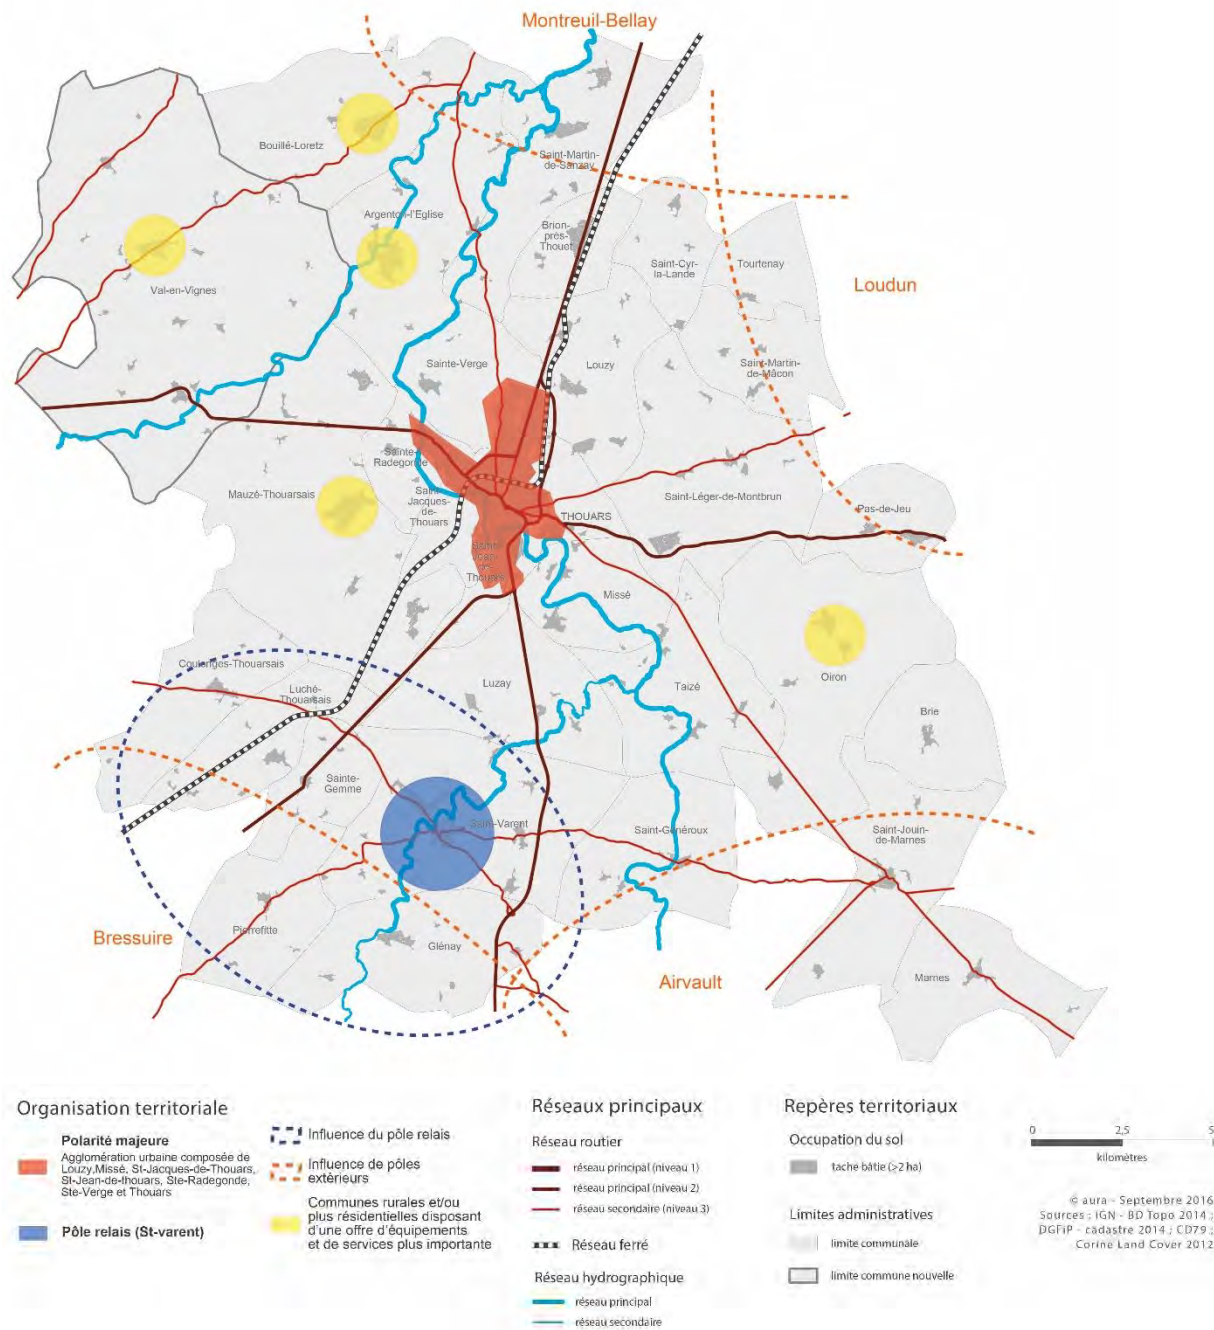 Montreuil-Bellay
Bouillé-Loretz
Saint-Martin-
de-Sanzay
Argenton-l'Eglise
Brion-
près-
Thouet
Saint-Cyr-
la-Lande
Tourtenay
Loudun
Val-en-Vignes
Sainte-Verge
Louzy
Saint-Martin-
de-Mâcon
Sainte-
Radegonde
Mauzé-Thouarsais
Saint-
Jacques-
de-
Thouars
Saint-Léger-de-Montbrun
Pas-de-Jeu
THOUARS
Saint-
Jean-
de-
Thouars
Missé
Coulonges-Thouarsais
Luché-
Thouarsais
Luzay
Taizé
Oiron
Brie
Sainte-
Gemme
Saint-Varent
Saint-Généroux
Saint-Jouin-
de-Marnes
Bressuire
Pierrefitte
Glénay
Airvault
Marnes
Organisation territoriale
Polarité majeure
Agglomération urbaine composée de
Louzy,Missé, St-Jacques-de-Thouars,
St-Jean-de-thouars, Ste-Radegonde,
Ste-Verge et Thouars
Pôle relais (St-varent)
Influence du pôle relais
Influence de pôles
extérieurs
Communes rurales et/ou
plus résidentielles disposant
d'une offre d'équipements
et de services plus importante
Réseaux principaux
Réseau routier
réseau principal (niveau 1)
réseau principal (niveau 2)
réseau secondaire (niveau 3)
Réseau ferré
Réseau hydrographique
réseau principal
réseau secondaire
Repères territoriaux
Occupation du sol
tache bâtie (>2 ha)
Limites administratives
limite communale
limite commune nouvelle
0 2,5 5
kilomètres
© aura - Septembre 2016
Sources : IGN - BD Topo 2014 ;
DGFiP - cadastre 2014 ; CD79 ;
Corine Land Cover 2012